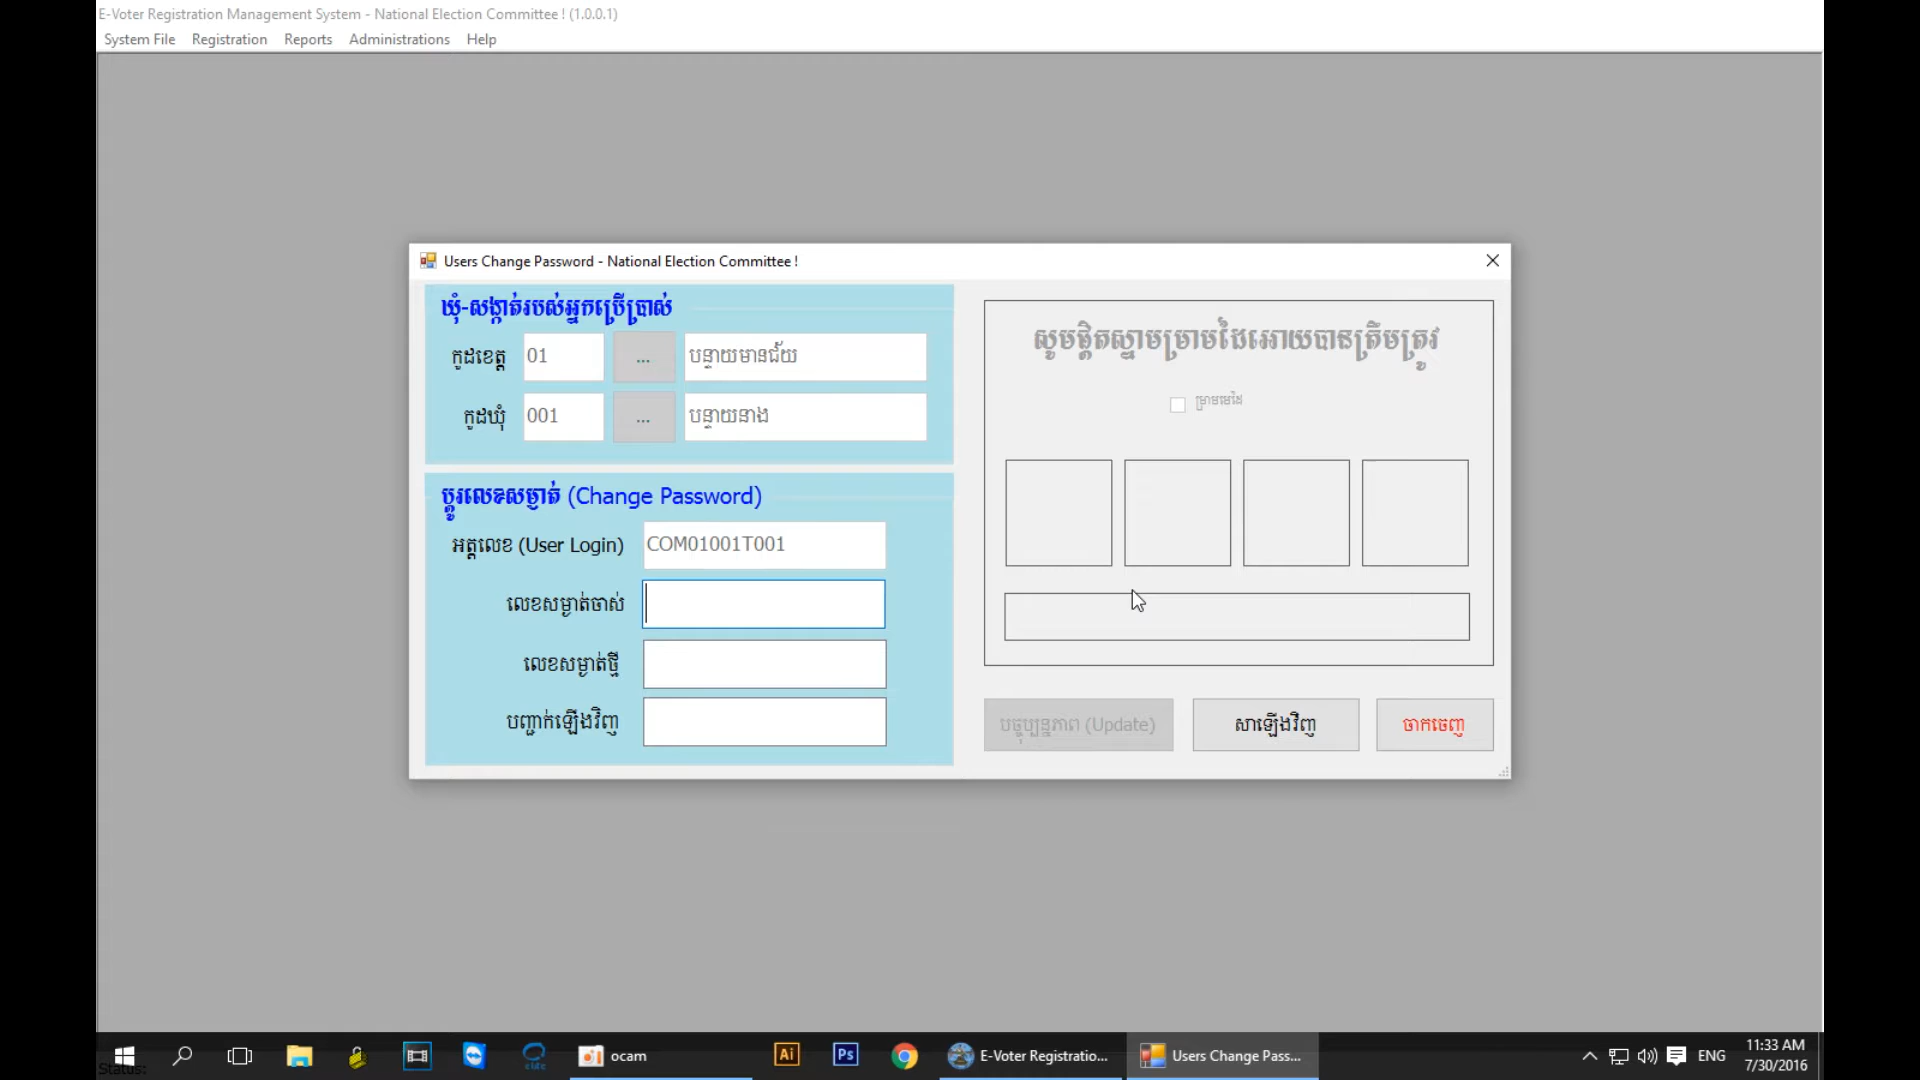 E-Voter Registration Management System - National Election Committee ! (1.0.0.1)
System File Registration Reports Administrations Help
Users Change Password - National Election Committee !
ឃុំ-សង្កាត់របស់អ្នកប្រើប្រាស់
កូដខេត្ត 01 ... បន្ទាយមានជ័យ
កូដឃុំ 001 ... បន្ទាយនាង
ប្តូរលេខសម្ងាត់ (Change Password)
អត្តលេខ (User Login) COM01001T001
លេខសម្ងាត់ចាស់
លេខសម្ងាត់ថ្មី
បញ្ជាក់ឡើងវិញ
សូមផ្តិតស្នាមម្រាមដៃអោយបានត្រឹមត្រូវ
ម្រាមមេដៃ
បច្ចុប្បន្នភាព (Update) សាឡើងវិញ ចាកចេញ
Status:
ocam Ai Ps E-Voter Registratio... Users Change Pass... ENG
11:33 AM
7/30/2016